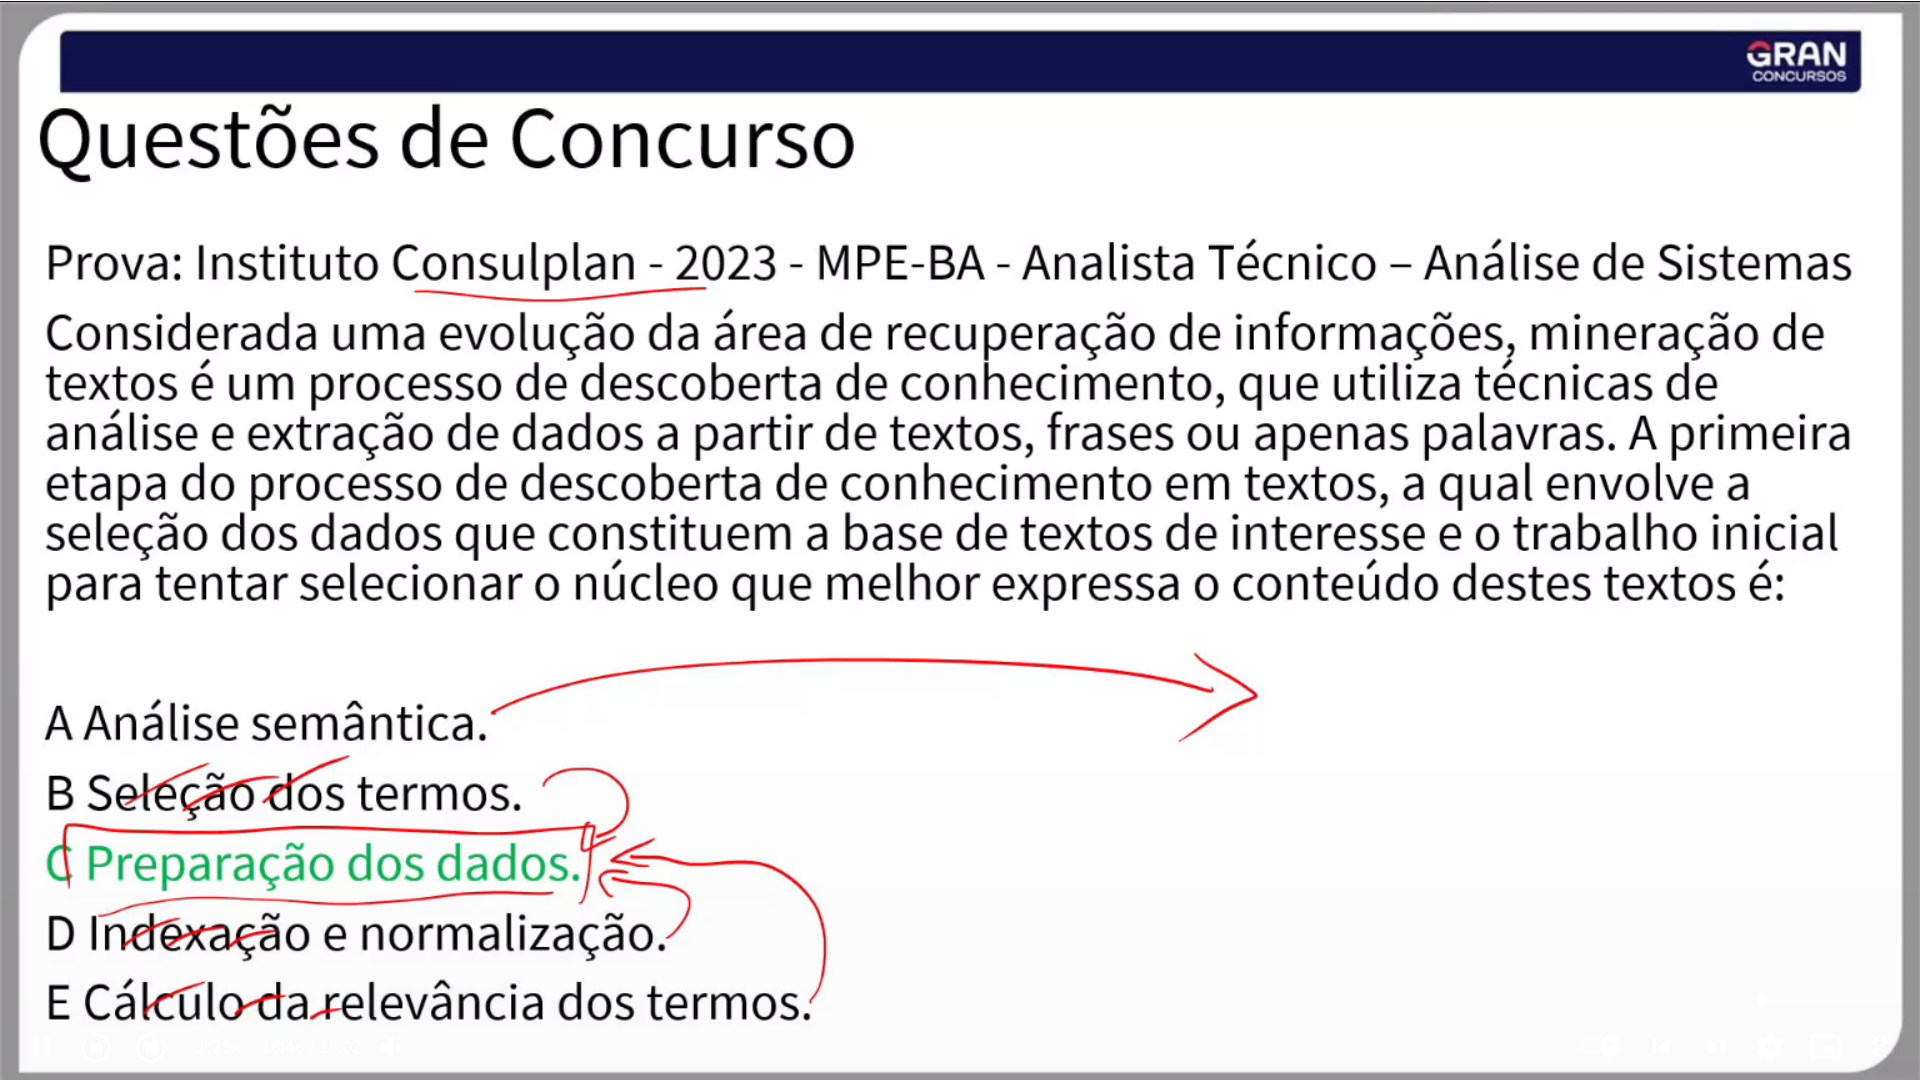 GRAN
CONCURSOS
Questões de Concurso
Prova: Instituto Consulplan - 2023 - MPE-BA - Analista Técnico – Análise de Sistemas
Considerada uma evolução da área de recuperação de informações, mineração de
textos é um processo de descoberta de conhecimento, que utiliza técnicas de
análise e extração de dados a partir de textos, frases ou apenas palavras. A primeira
etapa do processo de descoberta de conhecimento em textos, a qual envolve a
seleção dos dados que constituem a base de textos de interesse e o trabalho inicial
para tentar selecionar o núcleo que melhor expressa o conteúdo destes textos é:
A Análise semântica.
B Seleção dos termos.
C Preparação dos dados.
D Indexação e normalização.
E Cálculo da relevância dos termos.